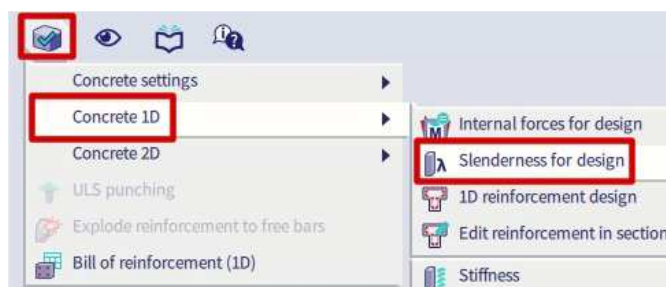 Concrete settings
Concrete 1D
Concrete 2D
ULS punching
Explode reinforcement to free bars
Bill of reinforcement (1D)
Internal forces for design
Slenderness for design
1D reinforcement design
Edit reinforcement in section
Stiffness